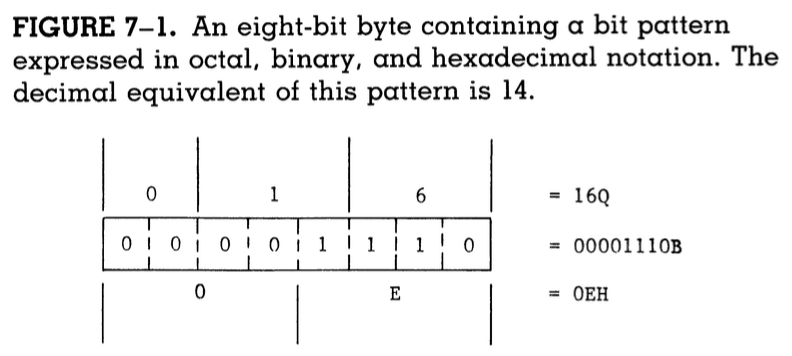 FIGURE 7–1. An eight-bit byte containing a bit pattern
expressed in octal, binary, and hexadecimal notation. The
decimal equivalent of this pattern is 14.
0 1 6 = 16Q
0 0 0 0 1 1 1 0 = 00001110B
0 E = 0EH